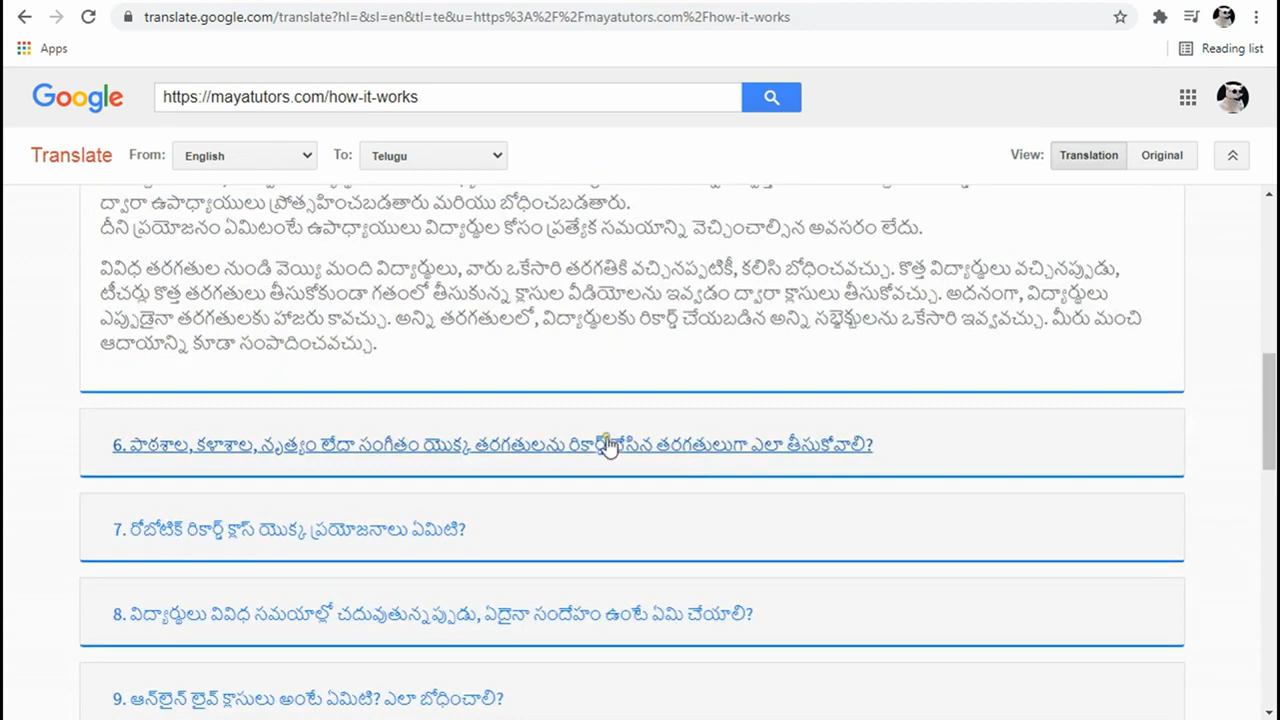 translate.google.com/translate?hl=&sl=en&tl=te&u=https%3A%2F%2Fmayatutors.com%2Fhow-it-works
Apps
Reading list
Google
https://mayatutors.com/how-it-works
Translate From: English To: Telugu View: Translation Original
ద్వారా ఉపాధ్యాయులు ప్రోత్సహించబడతారు మరియు బోధించబడతారు.
దీని ప్రయోజనం ఏమిటంటే ఉపాధ్యాయులు విద్యార్థుల కోసం ప్రత్యేక సమయాన్ని వెచ్చించాల్సిన అవసరం లేదు.
వివిధ తరగతుల నుండి వెయ్యి మంది విద్యార్థులు, వారు ఒకేసారి తరగతికి వచ్చినప్పటికీ, కలిసి బోధించవచ్చు. కొత్త విద్యార్థులు వచ్చినప్పుడు,
టీచర్లు కొత్త తరగతులు తీసుకోకుండా గతంలో తీసుకున్న క్లాసుల వీడియోలను ఇవ్వడం ద్వారా క్లాసులు తీసుకోవచ్చు. అదనంగా, విద్యార్థులు
ఎప్పుడైనా తరగతులకు హాజరు కావచ్చు. అన్ని తరగతులలో, విద్యార్థులకు రికార్డ్ చేయబడిన అన్ని సబ్జెక్టులను ఒకేసారి ఇవ్వవచ్చు. మీరు మంచి
ఆదాయాన్ని కూడా సంపాదించవచ్చు.
6. పాఠశాల, కళాశాల, నృత్యం లేదా సంగీతం యొక్క తరగతులను తరగతులుగా ఎలా తీసుకోవాలి?
7. రోబోటిక్ రికార్డ్ క్లాస్ యొక్క ప్రయోజనాలు ఏమిటి?
8. విద్యార్థులు వివిధ సమయాల్లో చదువుతున్నప్పుడు, ఏదైనా సందేహం ఉంటే ఏమి చేయాలి?
9. ఆన్‌లైన్ లైవ్ క్లాసులు అంటే ఏమిటి? ఎలా బోధించాలి?